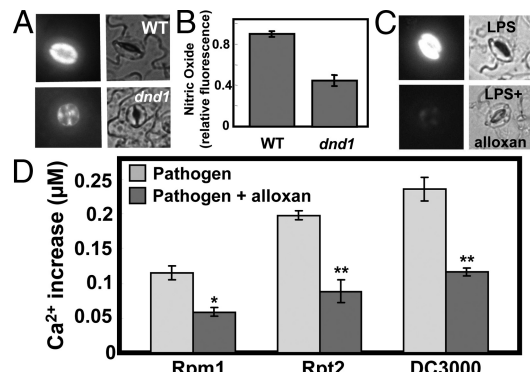 A
WT
dnd1
B
Nitric Oxide
(relative fluorescence)
0.8
0.4
0
WT dnd1
C
LPS
LPS+
alloxan
D
Ca²⁺ increase (µM)
0.25
0.2
0.15
0.1
0.05
0
Pathogen
Pathogen + alloxan
*
**
**
Rpm1 Rpt2 DC3000